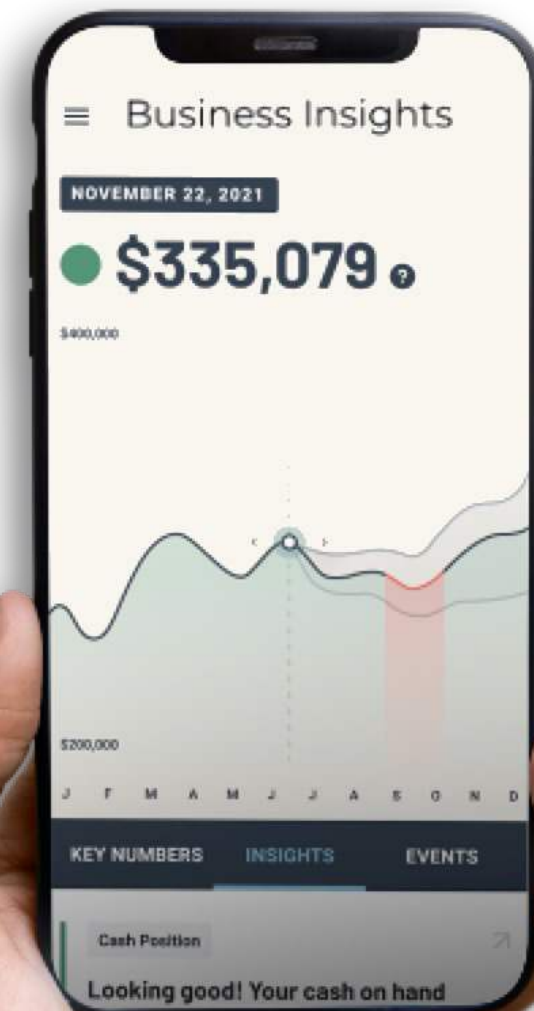 Business Insights
NOVEMBER 22, 2021
$335,079 ?
$400,000
$200,000
J F M A M J J A S O N D
KEY NUMBERS INSIGHTS EVENTS
Cash Position
Looking good! Your cash on hand